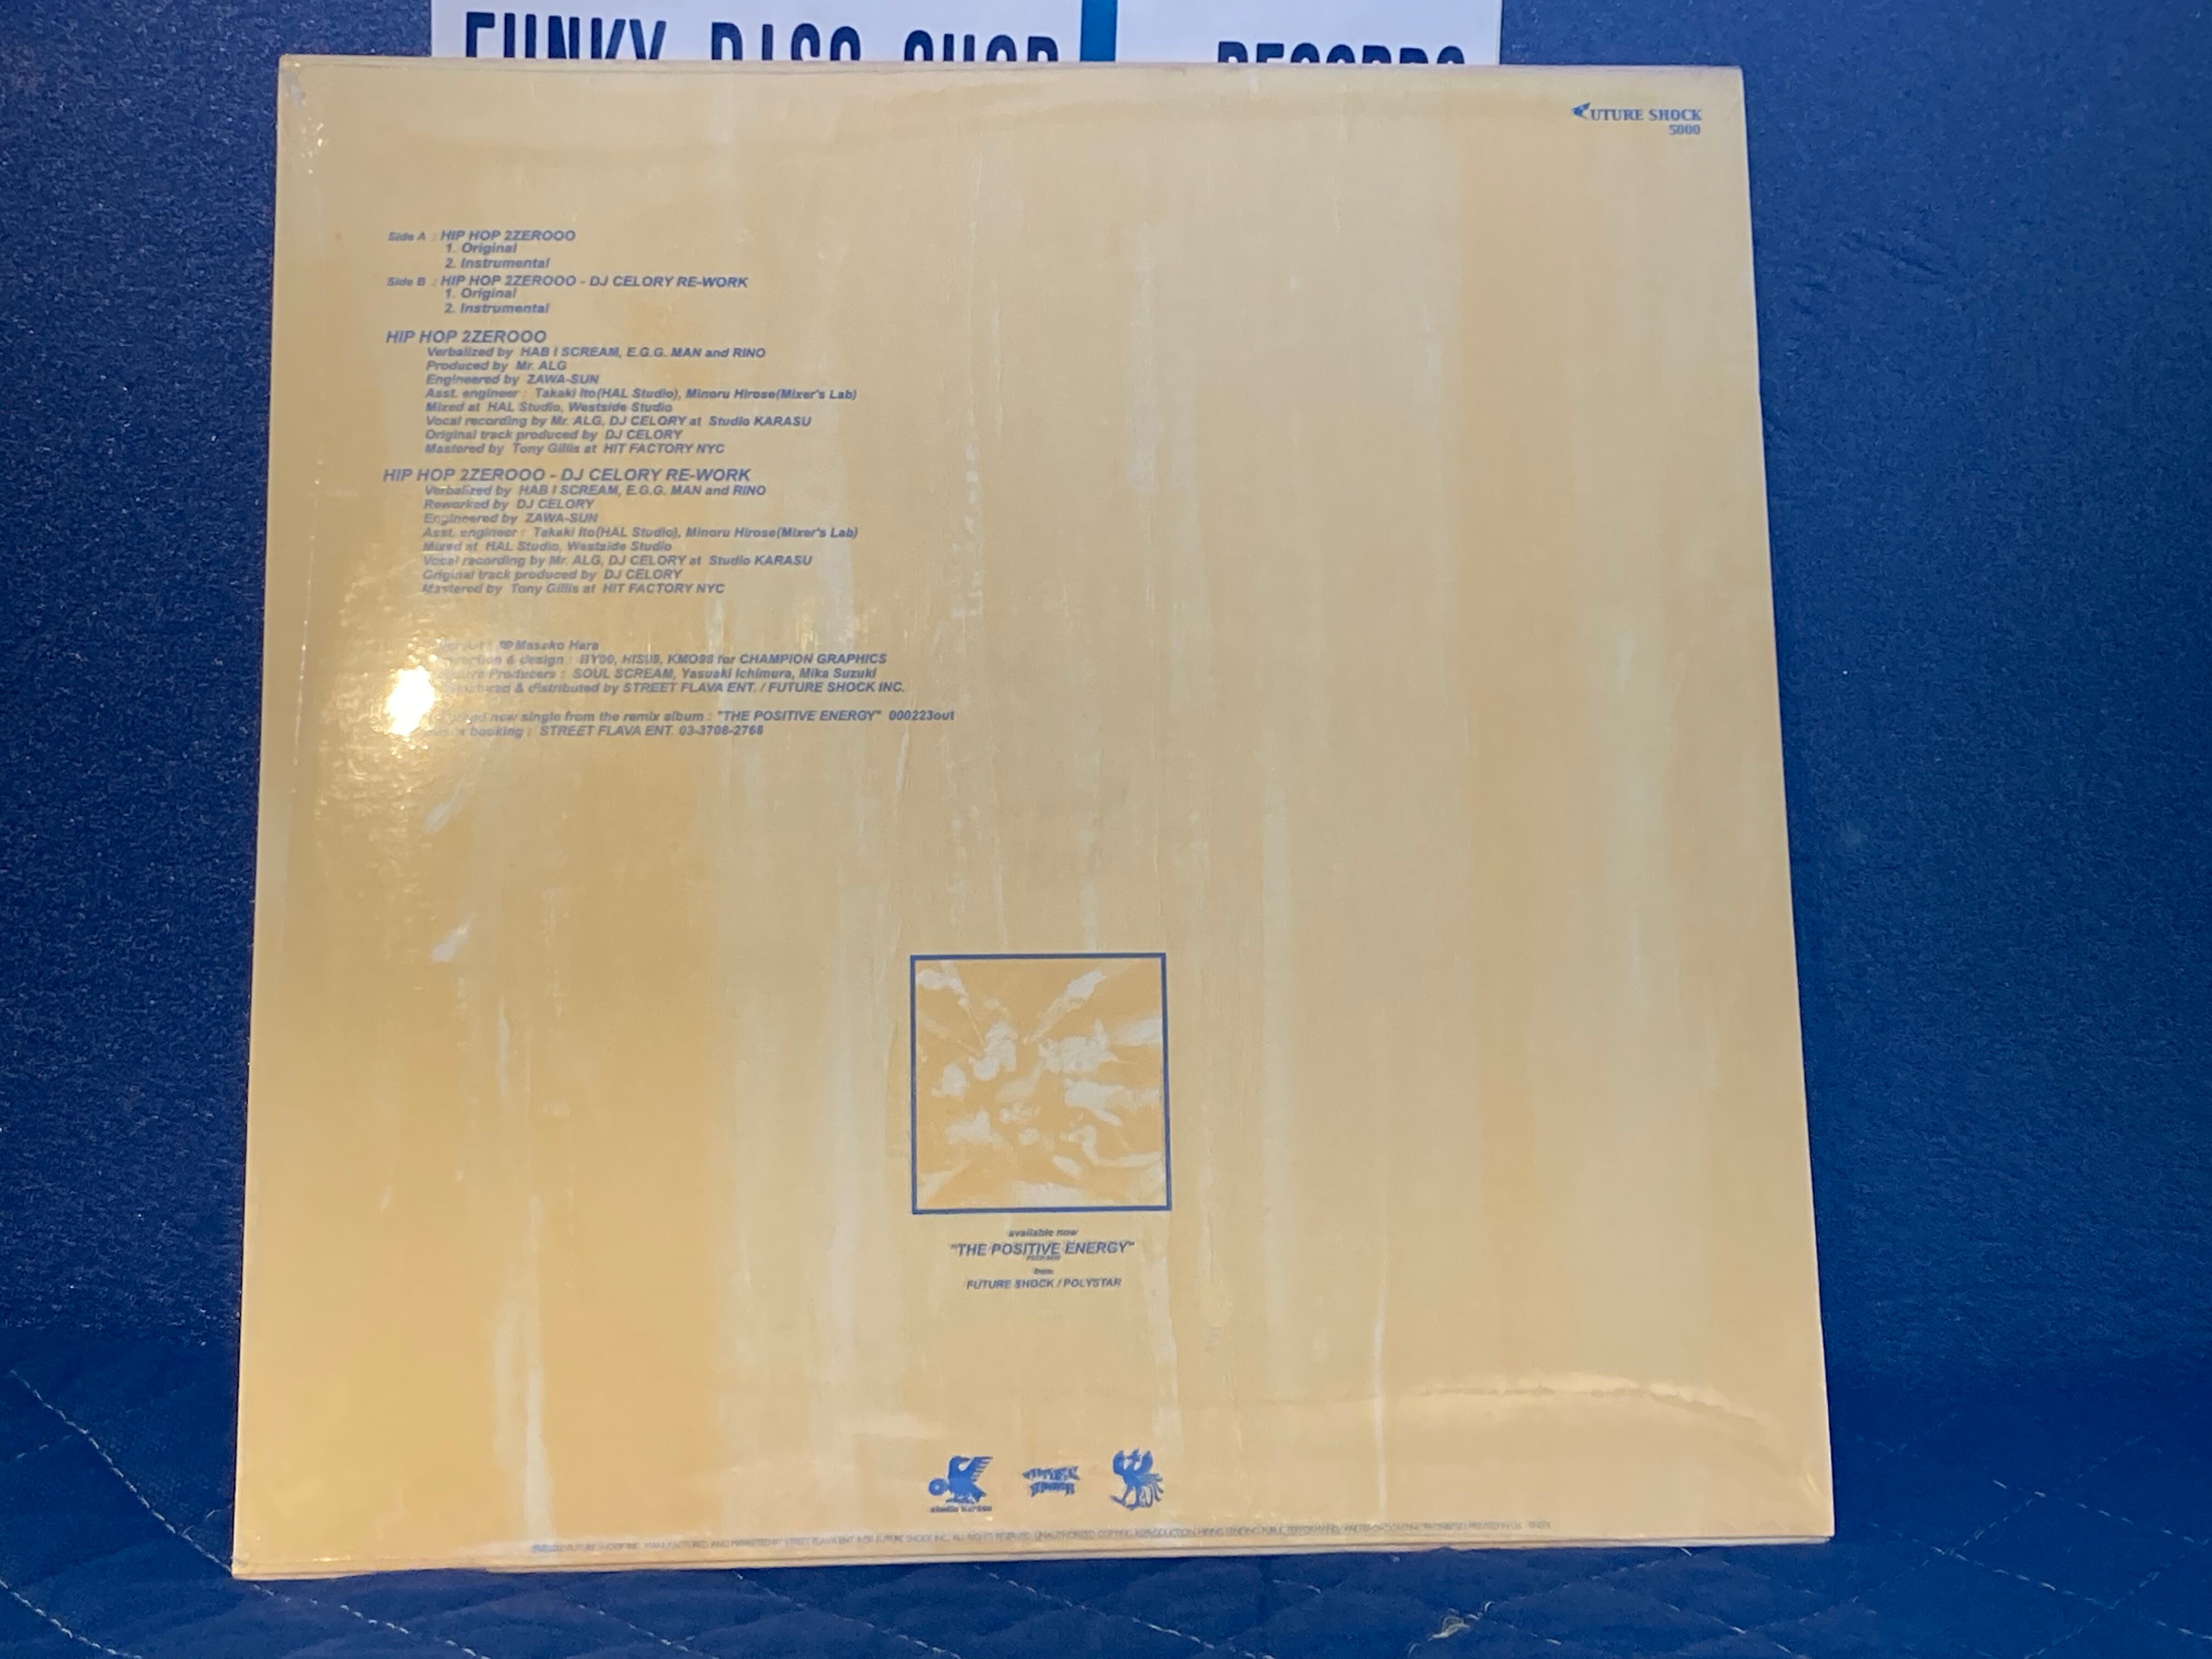 FUNKY DISC SHOP
RECORDS
FUTURE SHOCK
5000
Side A : HIP HOP 2ZEROOO
1. Original
2. Instrumental
Side B : HIP HOP 2ZEROOO - DJ CELORY RE-WORK
1. Original
2. Instrumental
HIP HOP 2ZEROOO
Verbalized by HAB I SCREAM, E.G.G. MAN and RINO
Produced by Mr. ALG
Engineered by ZAWA-SUN
Asst. engineer : Takaki Ito(HAL Studio), Minoru Hirose(Mixer's Lab)
Mixed at HAL Studio, Westside Studio
Vocal recording by Mr. ALG, DJ CELORY at Studio KARASU
Original track produced by DJ CELORY
Mastered by Tony Gillis at HIT FACTORY NYC
HIP HOP 2ZEROOO - DJ CELORY RE-WORK
Verbalized by HAB I SCREAM, E.G.G. MAN and RINO
Reworked by DJ CELORY
Engineered by ZAWA-SUN
Asst. engineer : Takaki Ito(HAL Studio), Minoru Hirose(Mixer's Lab)
Mixed at HAL Studio, Westside Studio
Vocal recording by Mr. ALG, DJ CELORY at Studio KARASU
Original track produced by DJ CELORY
Mastered by Tony Gillis at HIT FACTORY NYC
Masako Hara
& design : BY00, HISU9, KMO98 for CHAMPION GRAPHICS
Producers : SOUL SCREAM, Yasuaki Ichimura, Mika Suzuki
& distributed by STREET FLAVA ENT. / FUTURE SHOCK INC.
new single from the remix album : "THE POSITIVE ENERGY" 000223out
booking : STREET FLAVA ENT. 03-3708-2768
available now
"THE POSITIVE ENERGY"
from
FUTURE SHOCK / POLYSTAR
studio karasu